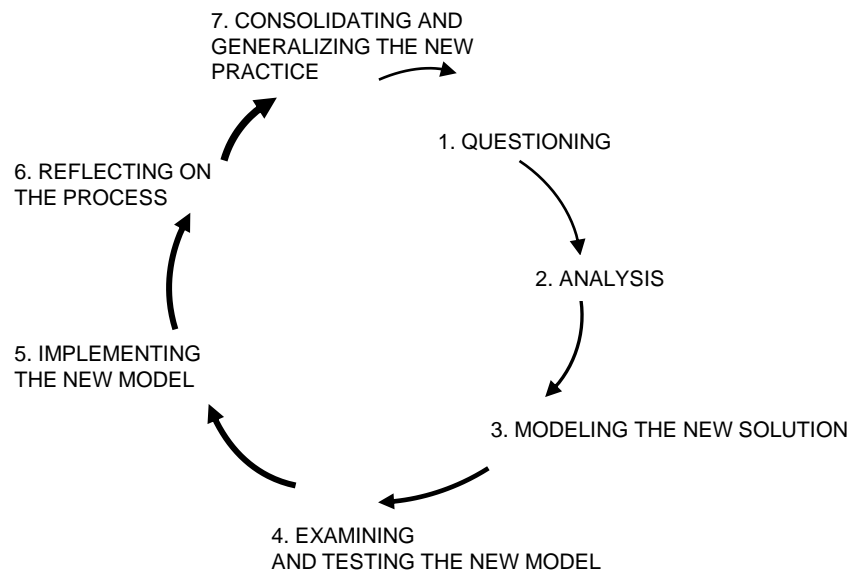 7. CONSOLIDATING AND
GENERALIZING THE NEW
PRACTICE
1. QUESTIONING
2. ANALYSIS
3. MODELING THE NEW SOLUTION
4. EXAMINING
AND TESTING THE NEW MODEL
5. IMPLEMENTING
THE NEW MODEL
6. REFLECTING ON
THE PROCESS